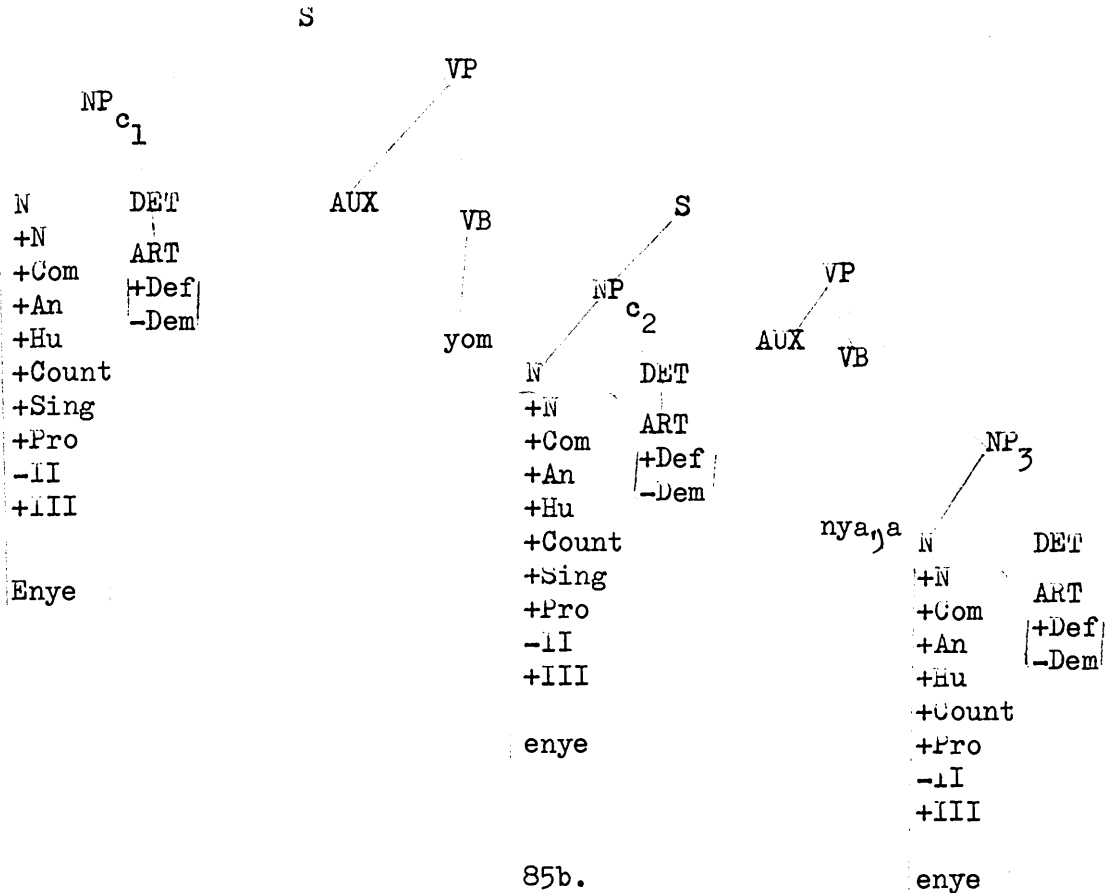 S
VP
NP c1
N DET AUX VB S
+N ART
+Com +Def VP
+An -Dem NP c2
+Hu yom AUX VB
+Count N DET
+Sing +N ART
+Pro +Com +Def NP3
-II +An -Dem
+III +Hu nyaŋa N DET
+Count +N ART
Enye +Sing +Com +Def
+Pro +An -Dem
-II +Hu
+III +Count
enye +Pro
-II
+III
85b. enye